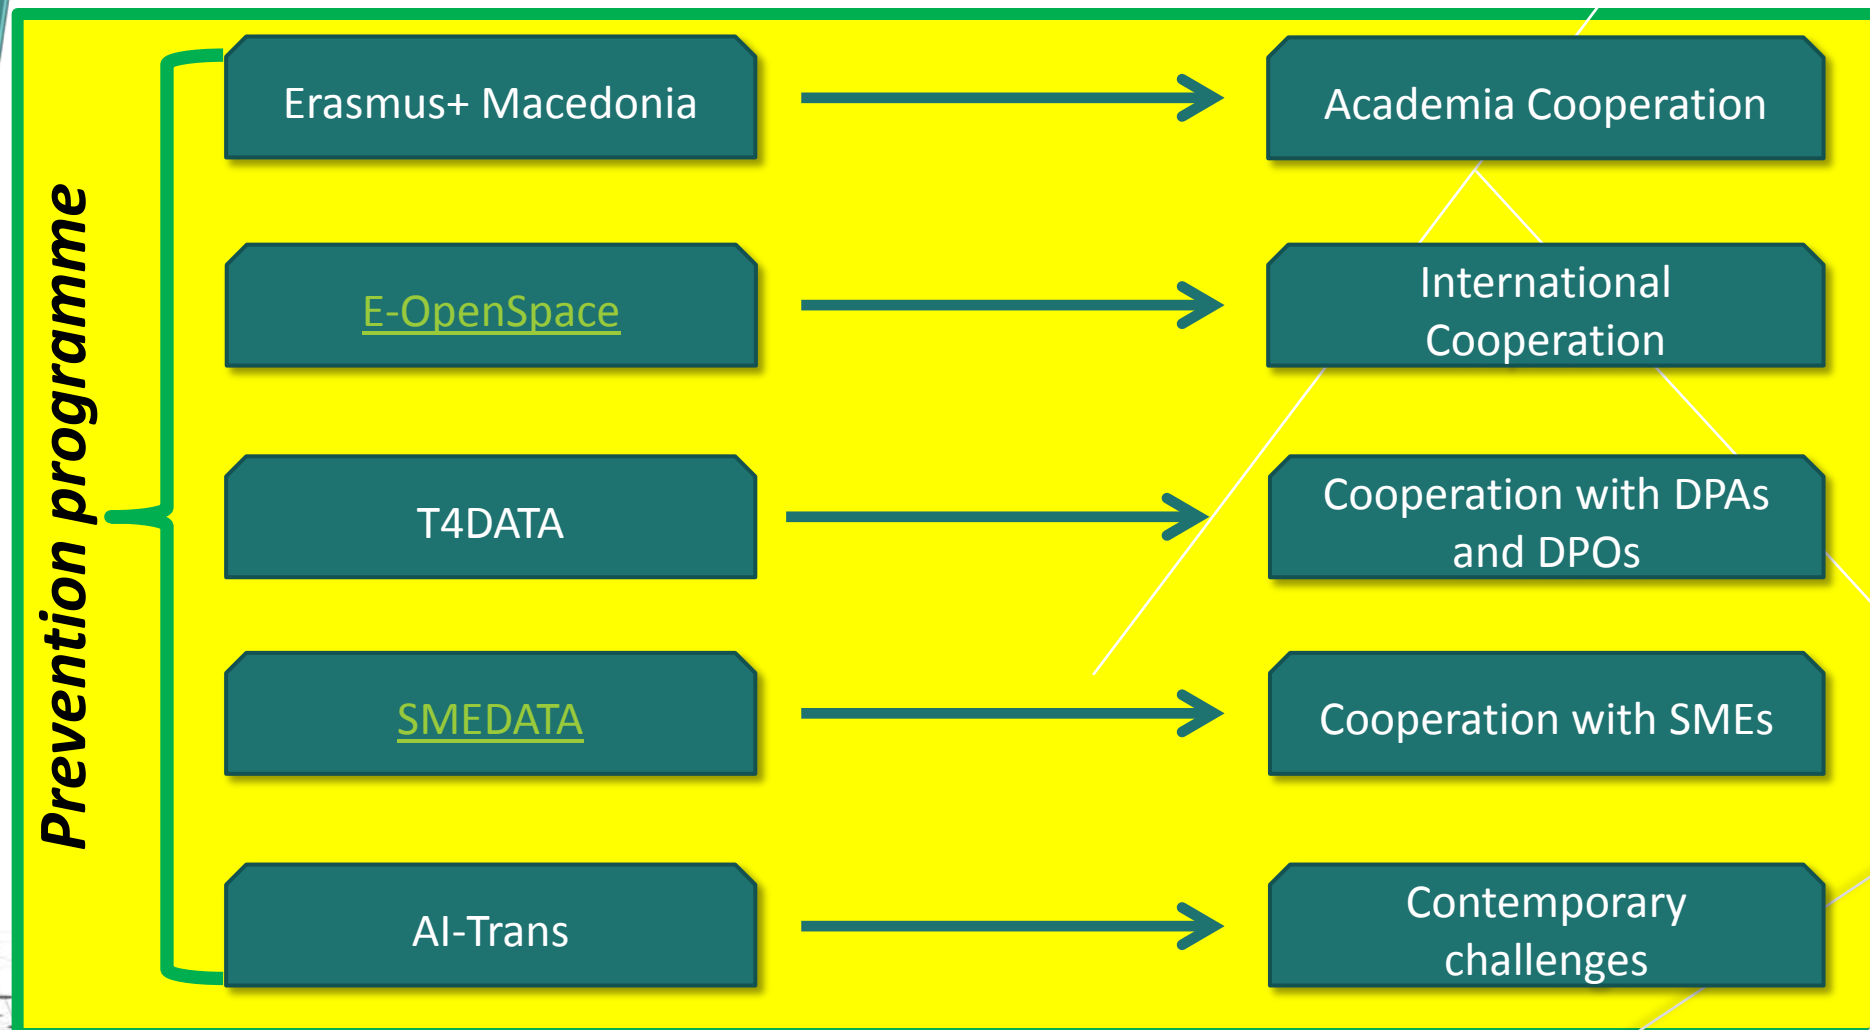 Prevention programme
Erasmus+ Macedonia
Academia Cooperation
E-OpenSpace
International
Cooperation
T4DATA
Cooperation with DPAs
and DPOs
SMEDATA
Cooperation with SMEs
AI-Trans
Contemporary
challenges